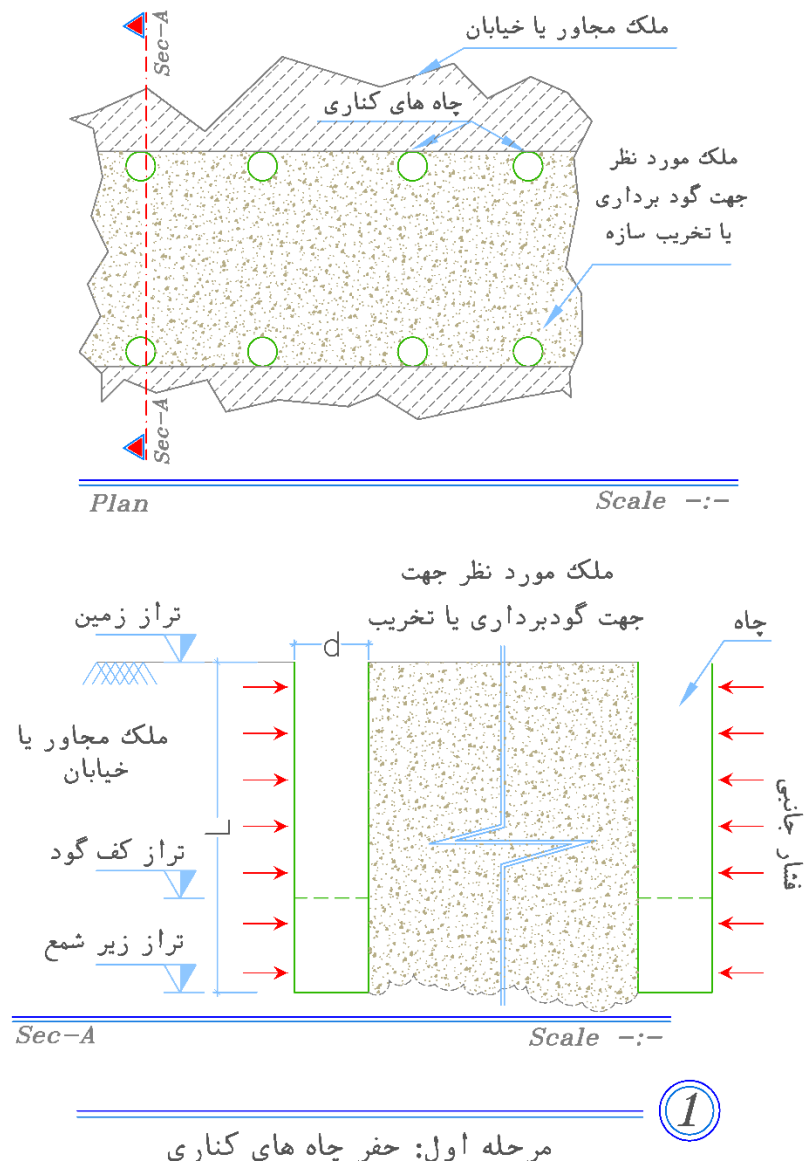 Sec-A
ملک مجاور یا خیابان
چاه های کناری
ملک مورد نظر
جهت گود برداری
یا تخریب سازه
Sec-A
Plan
Scale -:-
ملک مورد نظر جهت
جهت گودبرداری یا تخریب
تراز زمین
d
چاه
ملک مجاور یا
خیابان
L
فشار جانبی
تراز کف گود
تراز زیر شمع
Sec-A
Scale -:-
1
مرحله اول: حفر چاه های کناری